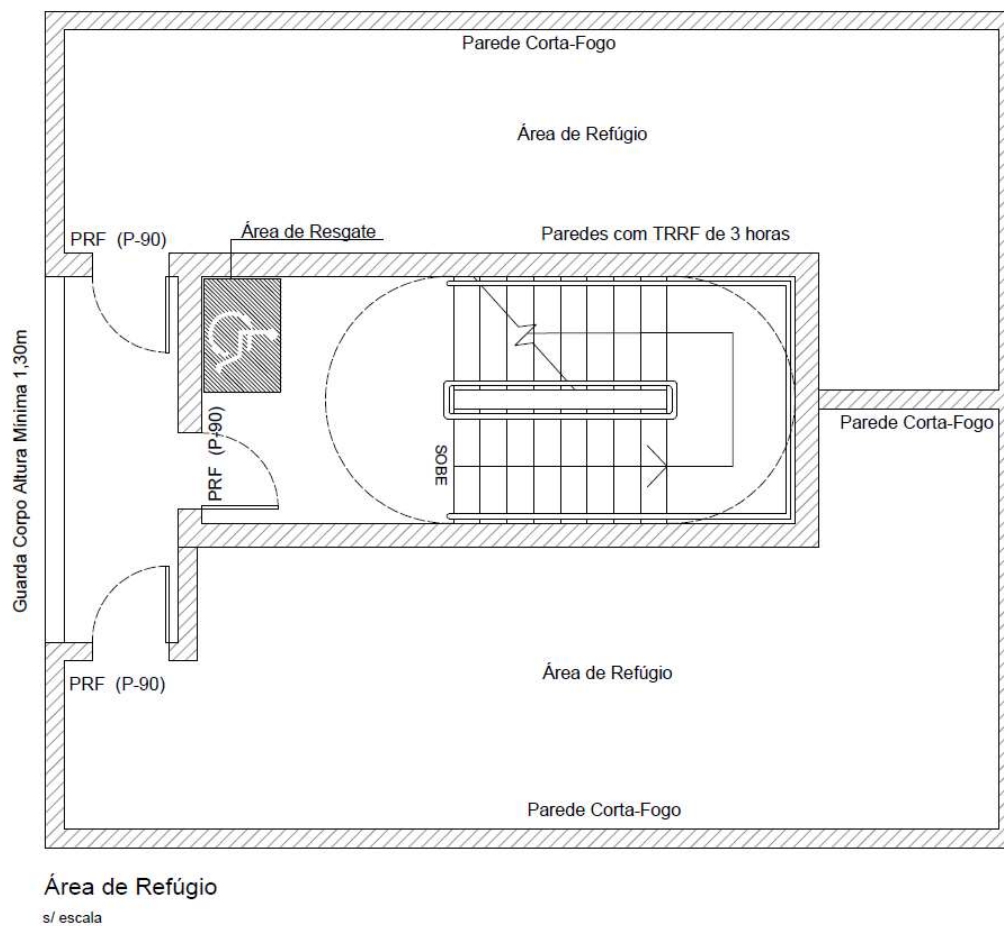 Parede Corta-Fogo
Área de Refúgio
PRF (P-90)
Área de Resgate
Paredes com TRRF de 3 horas
Guarda Corpo Altura Mínima 1,30m
PRF (P-90)
SOBE
Parede Corta-Fogo
PRF (P-90)
Área de Refúgio
Parede Corta-Fogo
Área de Refúgio
s/ escala